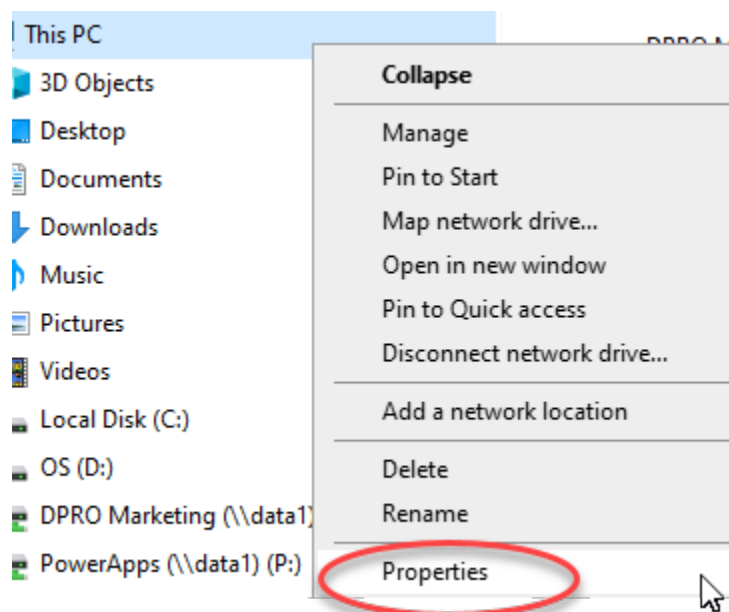 This PC
3D Objects
Desktop
Documents
Downloads
Music
Pictures
Videos
Local Disk (C:)
OS (D:)
DPRO Marketing (\\data1)
PowerApps (\\data1) (P:)
Collapse
Manage
Pin to Start
Map network drive...
Open in new window
Pin to Quick access
Disconnect network drive...
Add a network location
Delete
Rename
Properties